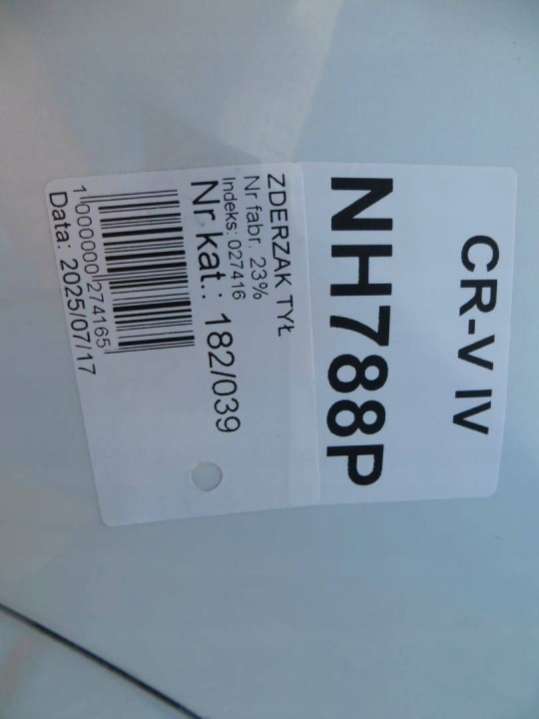 CR-V IV
NH788P
ZDERZAK TYŁ
Nr fabr. 23%
Indeks: 027416
Nr kat.: 182/039
1000000274165
Data: 2025/07/17